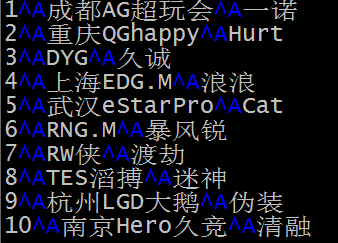 1^A成都AG超玩会^A一诺
2^A重庆QGhappy^AHurt
3^ADYG^A久诚
4^A上海EDG.M^A浪浪
5^A武汉eStarPro^ACat
6^ARNG.M^A暴风锐
7^ARW侠^A渡劫
8^ATES滔搏^A迷神
9^A杭州LGD大鹅^A伪装
10^A南京Hero久竞^A清融